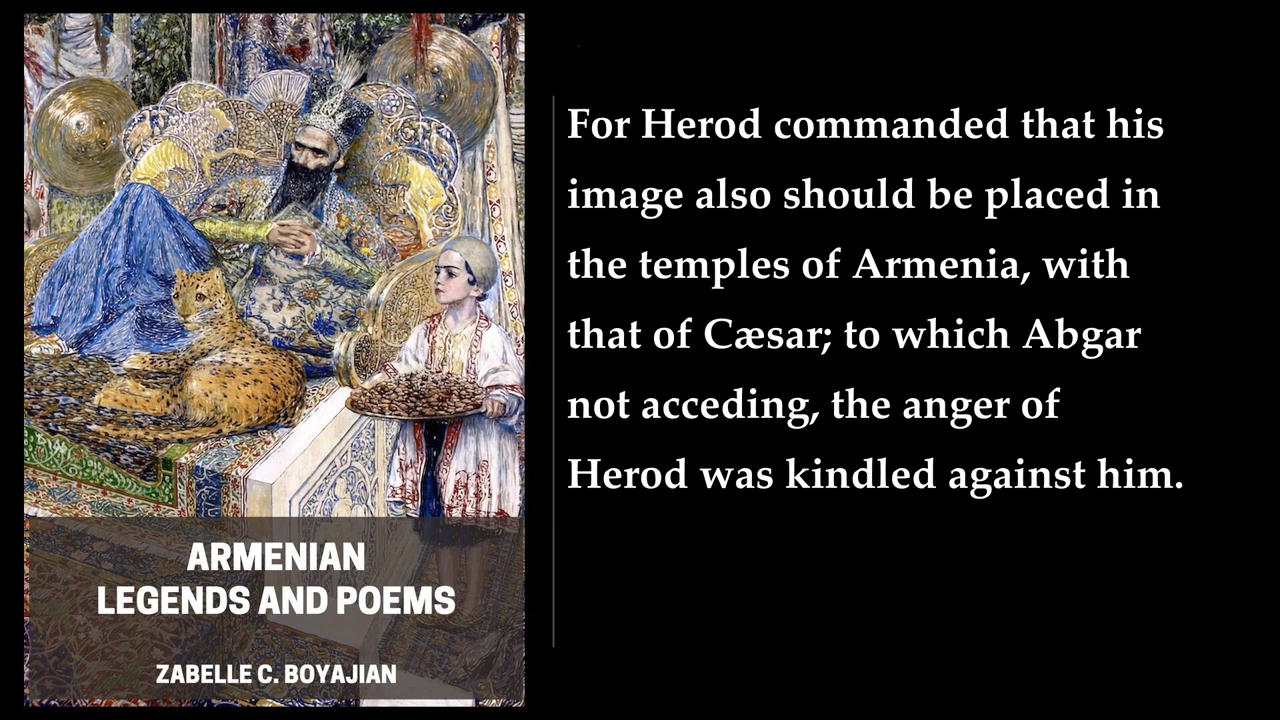 ARMENIAN
LEGENDS AND POEMS
ZABELLE C. BOYAJIAN
For Herod commanded that his
image also should be placed in
the temples of Armenia, with
that of Cæsar; to which Abgar
not acceding, the anger of
Herod was kindled against him.